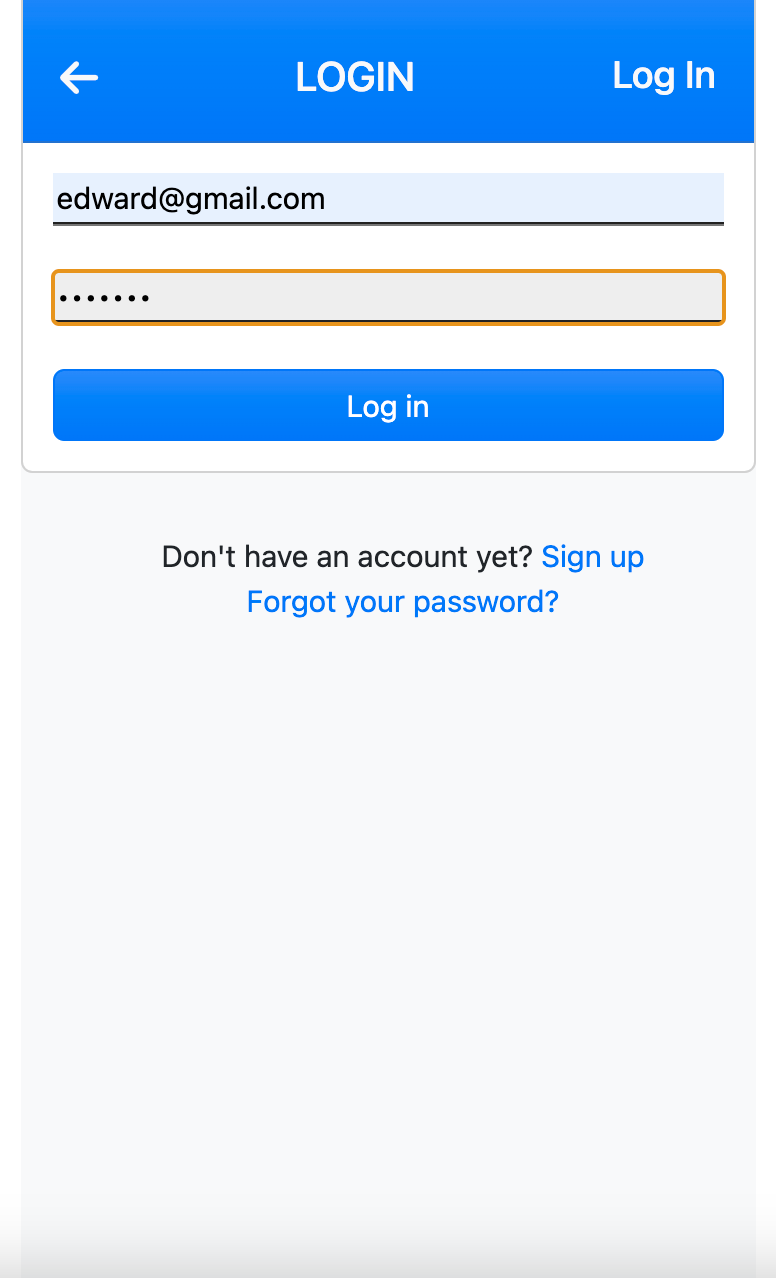 LOGIN Log In
edward@gmail.com
•••••••
Log in
Don't have an account yet? Sign up
Forgot your password?